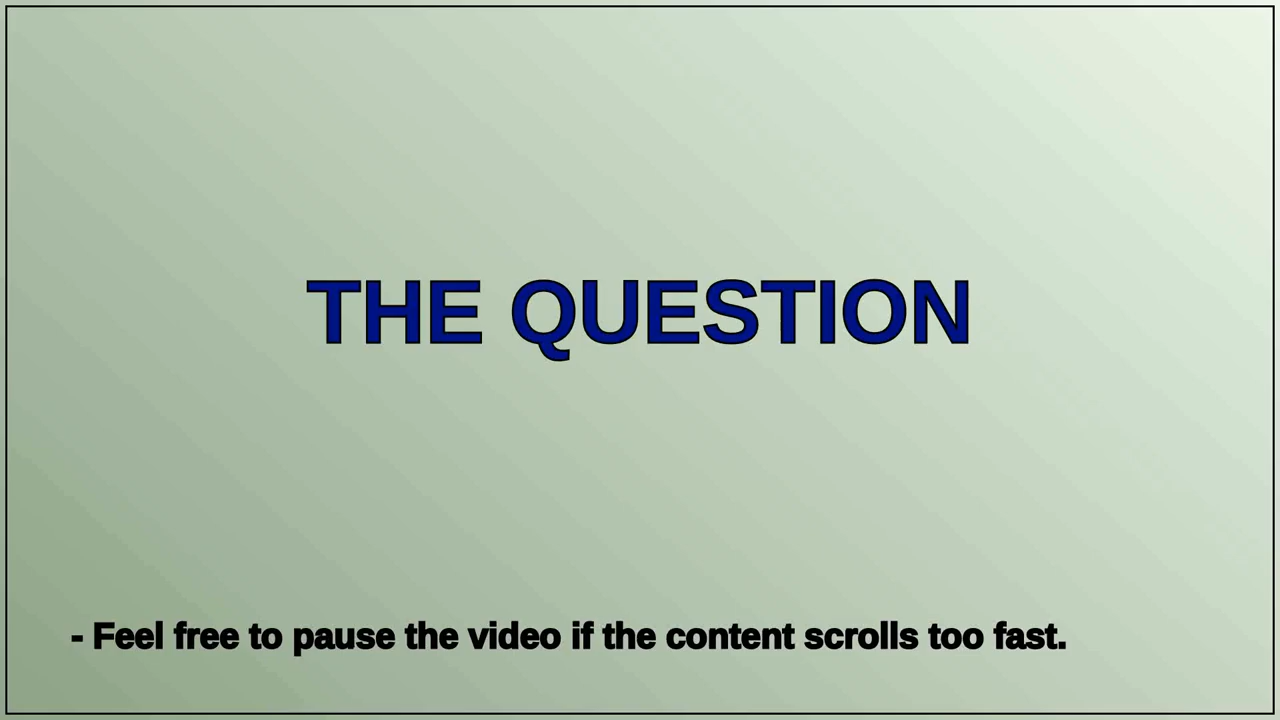 THE QUESTION
- Feel free to pause the video if the content scrolls too fast.